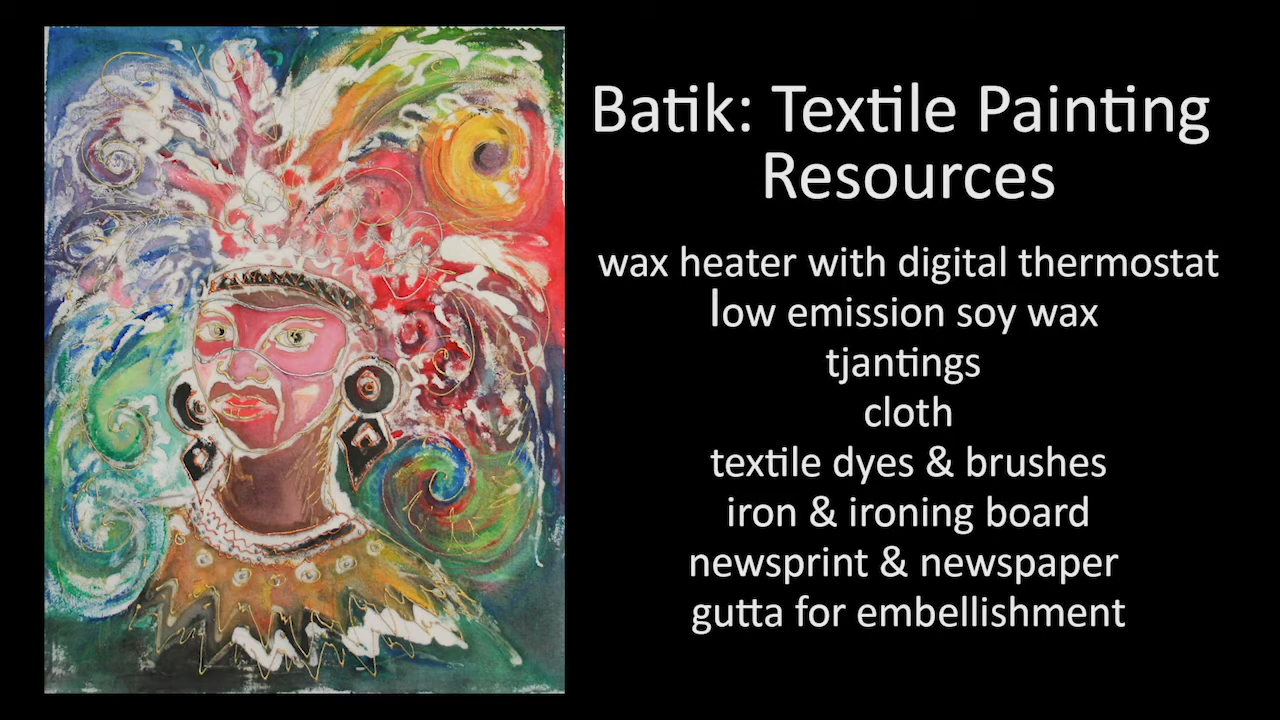 Batik: Textile Painting
Resources
wax heater with digital thermostat
low emission soy wax
tjantings
cloth
textile dyes & brushes
iron & ironing board
newsprint & newspaper
gutta for embellishment